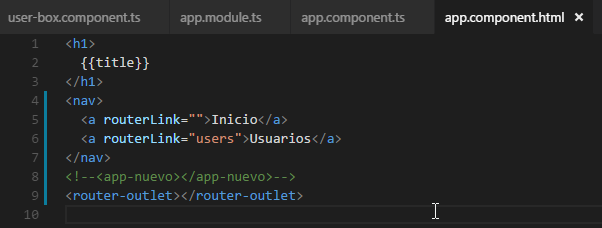 user-box.component.ts app.module.ts app.component.ts app.component.html ×
1 <h1>
2 {{title}}
3 </h1>
4 <nav>
5 <a routerLink="">Inicio</a>
6 <a routerLink="users">Usuarios</a>
7 </nav>
8 <!--<app-nuevo></app-nuevo>-->
9 <router-outlet></router-outlet>
10